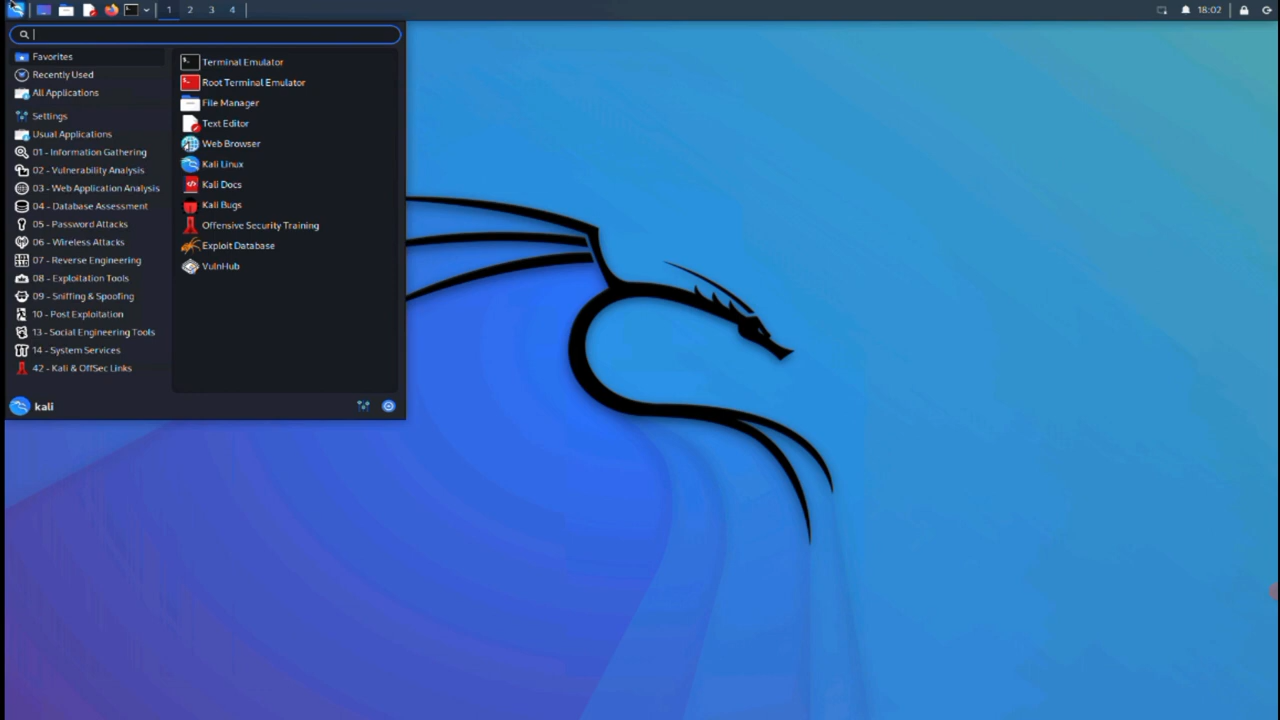 1 2 3 4
18:02
Favorites
Recently Used
All Applications
Settings
Usual Applications
01 - Information Gathering
02 - Vulnerability Analysis
03 - Web Application Analysis
04 - Database Assessment
05 - Password Attacks
06 - Wireless Attacks
07 - Reverse Engineering
08 - Exploitation Tools
09 - Sniffing & Spoofing
10 - Post Exploitation
13 - Social Engineering Tools
14 - System Services
42 - Kali & OffSec Links
Terminal Emulator
Root Terminal Emulator
File Manager
Text Editor
Web Browser
Kali Linux
Kali Docs
Kali Bugs
Offensive Security Training
Exploit Database
VulnHub
kali